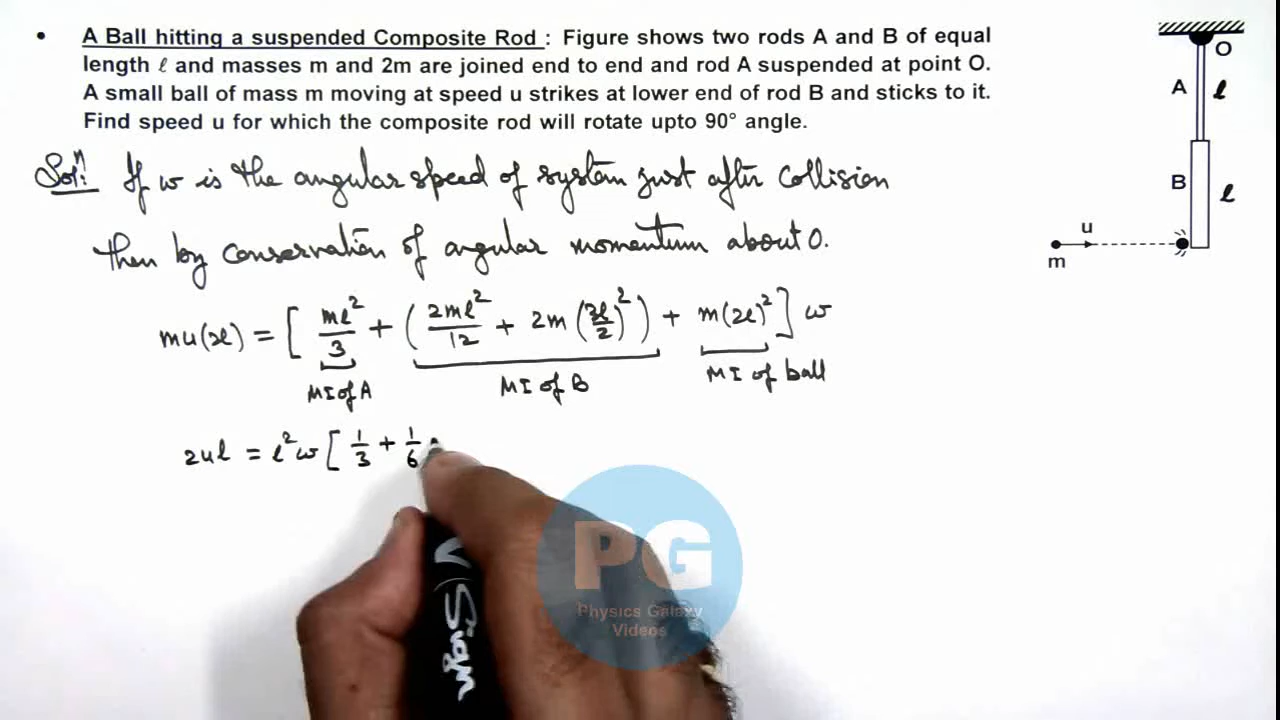 • A Ball hitting a suspended Composite Rod : Figure shows two rods A and B of equal
length ℓ and masses m and 2m are joined end to end and rod A suspended at point O.
A small ball of mass m moving at speed u strikes at lower end of rod B and sticks to it.
Find speed u for which the composite rod will rotate upto 90° angle.
O
A l
B l
u
m
Solⁿ: If ω is the angular speed of system just after collision
then by conservation of angular momentum about O.
mu(2l) = [ ml²/3 + ( 2ml²/12 + 2m (3l/2)² ) + m(2l)² ] ω
MI of A MI of B MI of ball
2ul = l²ω [ 1/3 + 1/6
V Sign
PG
Physics Galaxy
Videos